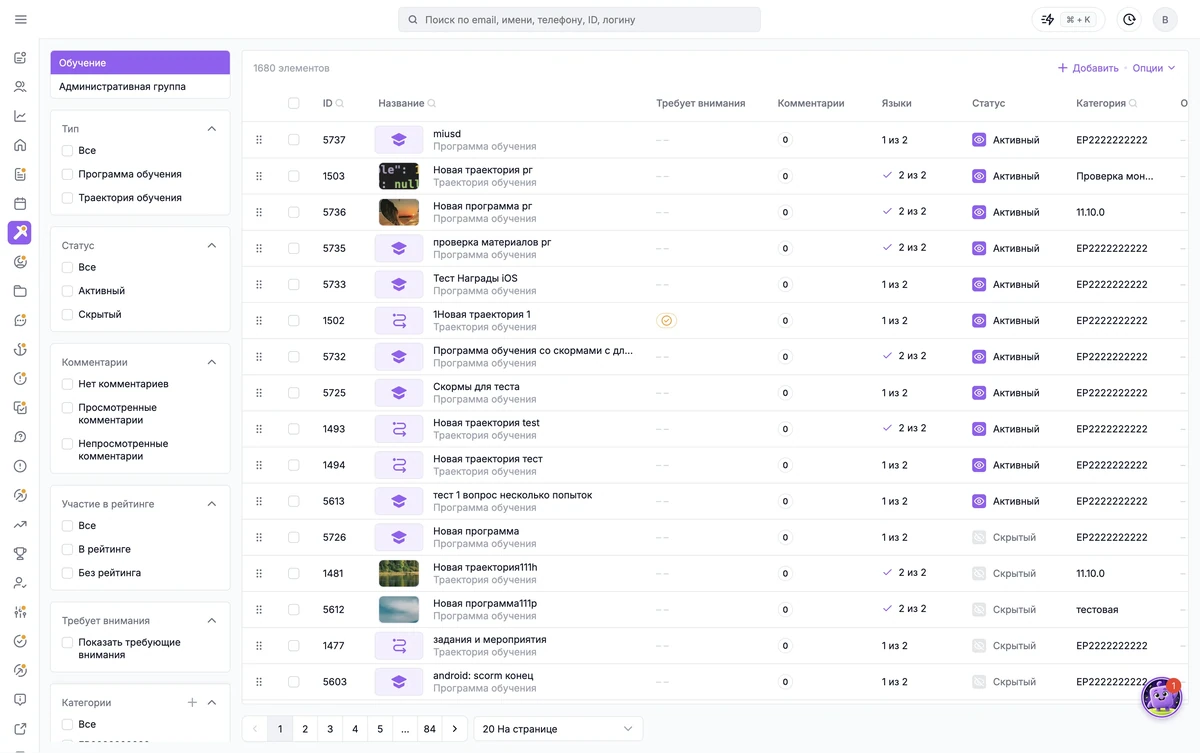 Поиск по email, имени, телефону, ID, логину
⌘ + K
B
Обучение
Административная группа
Тип
Все
Программа обучения
Траектория обучения
Статус
Все
Активный
Скрытый
Комментарии
Нет комментариев
Просмотренные
комментарии
Непросмотренные
комментарии
Участие в рейтинге
Все
В рейтинге
Без рейтинга
Требует внимания
Показать требующие
внимания
Категории
Все
1680 элементов
Добавить · Опции
ID Название Требует внимания Комментарии Языки Статус Категория
5737 miusd Программа обучения -- 0 1 из 2 Активный EP2222222222
1503 Новая траектория pr Траектория обучения -- 0 2 из 2 Активный Проверка мон...
5736 Новая программа pr Программа обучения -- 0 2 из 2 Активный 11.10.0
5735 проверка материалов pr Программа обучения -- 0 2 из 2 Активный EP2222222222
5733 Тест Награды iOS Программа обучения -- 0 1 из 2 Активный EP2222222222
1502 1Новая траектория 1 Траектория обучения 0 1 из 2 Активный EP2222222222
5732 Программа обучения со скормами с дл... Программа обучения -- 0 2 из 2 Активный EP2222222222
5725 Скормы для теста Программа обучения -- 0 1 из 2 Активный EP2222222222
1493 Новая траектория test Траектория обучения -- 0 2 из 2 Активный EP2222222222
1494 Новая траектория тест Траектория обучения -- 0 1 из 2 Активный EP2222222222
5613 тест 1 вопрос несколько попыток Программа обучения -- 0 1 из 2 Активный EP2222222222
5726 Новая программа Программа обучения -- 0 1 из 2 Скрытый EP2222222222
1481 Новая траектория111h Траектория обучения -- 0 2 из 2 Скрытый 11.10.0
5612 Новая программа111p Программа обучения -- 0 2 из 2 Скрытый тестовая
1477 задания и мероприятия Траектория обучения -- 0 1 из 2 Скрытый EP2222222222
5603 android: scorm конец Программа обучения -- 0 1 из 2 Скрытый EP2222222222
1
1 2 3 4 5 ... 84
20 На странице